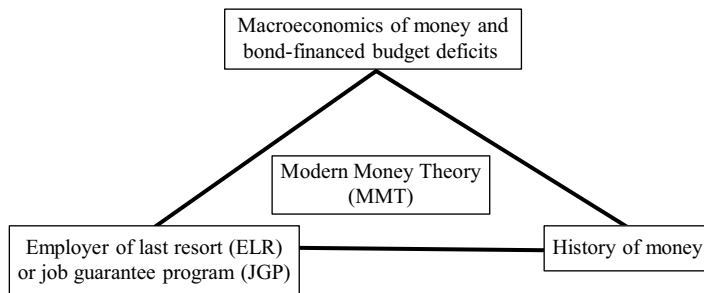 Macroeconomics of money and
bond-financed budget deficits
Modern Money Theory
(MMT)
Employer of last resort (ELR)
or job guarantee program (JGP)
History of money